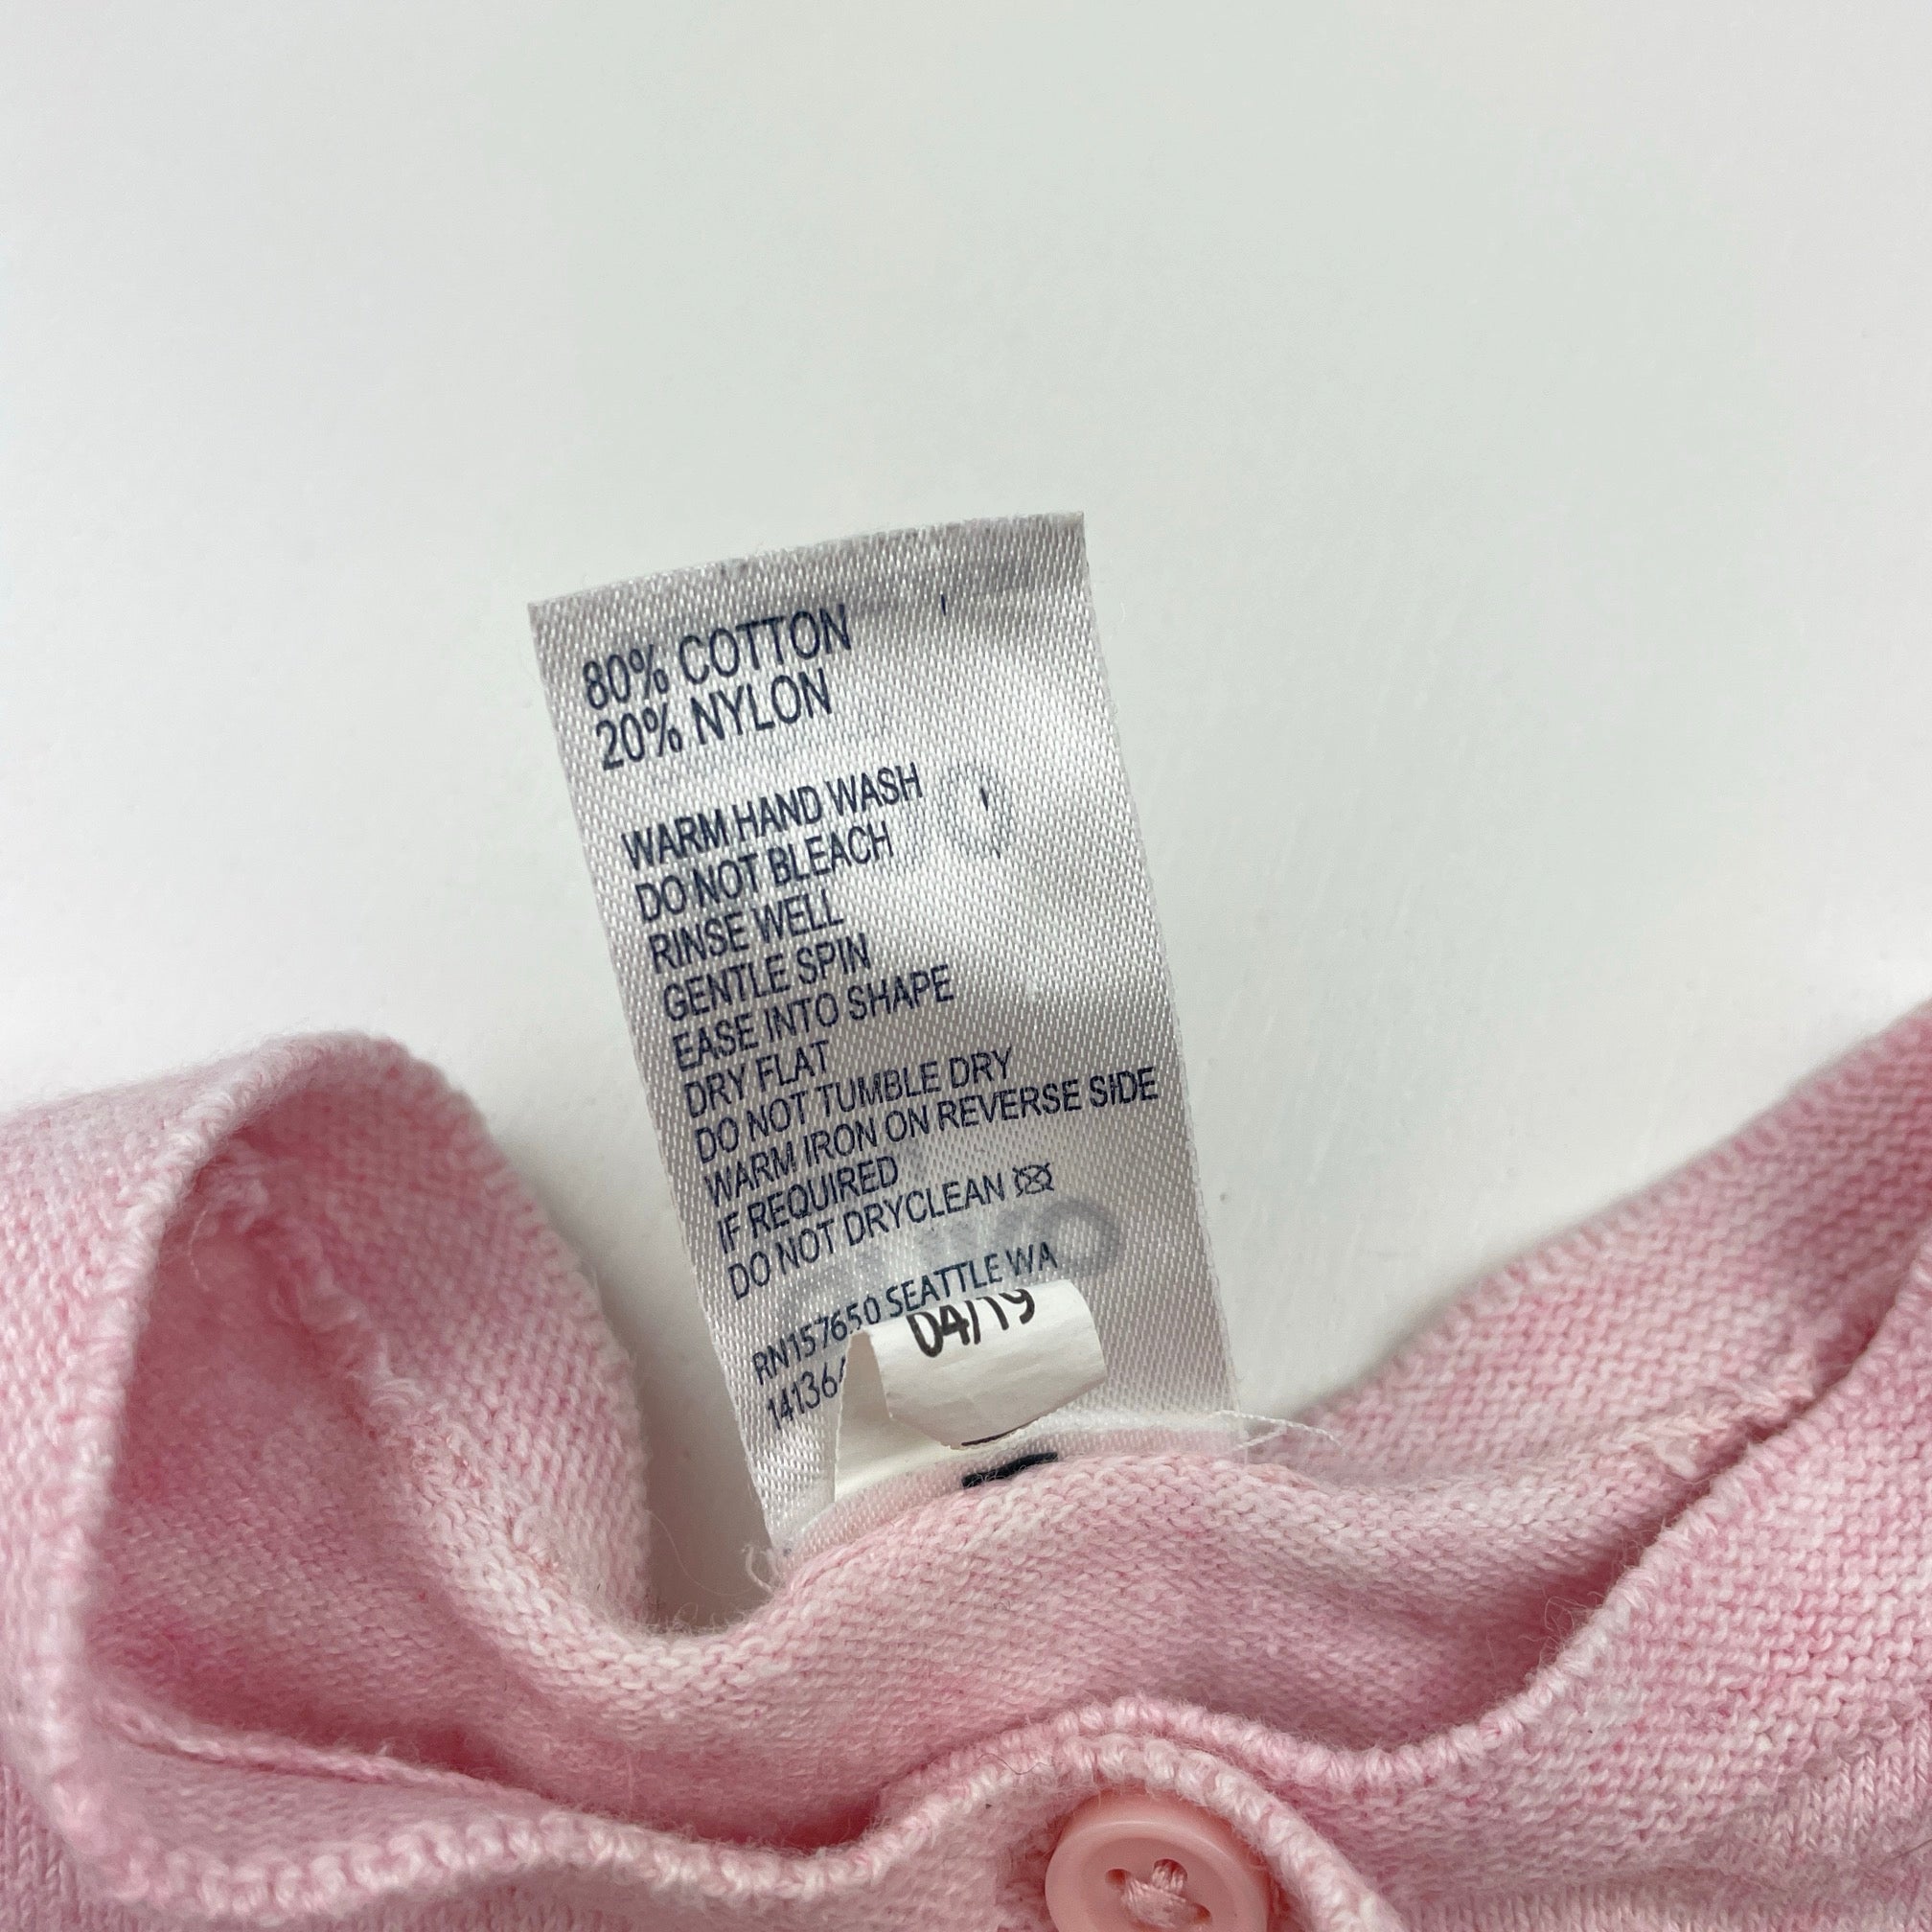 80% COTTON
20% NYLON
WARM HAND WASH
DO NOT BLEACH
RINSE WELL
GENTLE SPIN
EASE INTO SHAPE
DRY FLAT
DO NOT TUMBLE DRY
WARM IRON ON REVERSE SIDE
IF REQUIRED
DO NOT DRYCLEAN
RN157650 SEATTLE WA
04/19